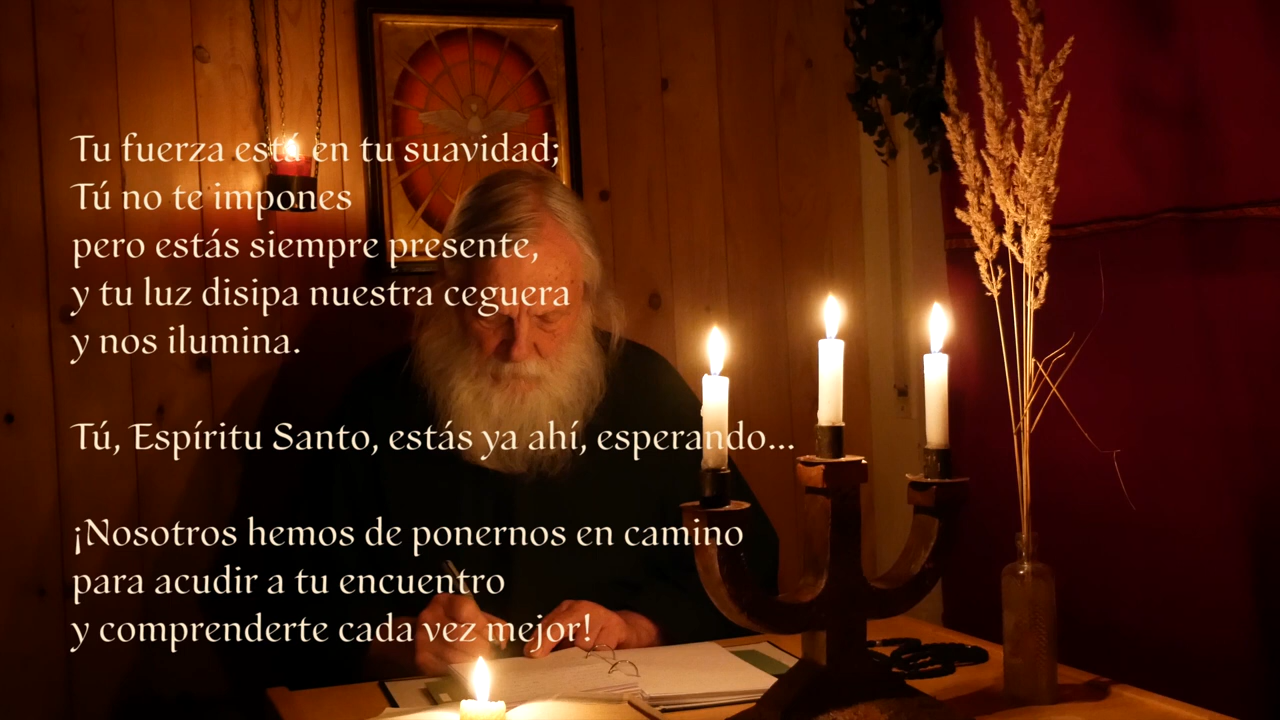 Tu fuerza está en tu suavidad;
Tú no te impones
pero estás siempre presente,
y tu luz disipa nuestra ceguera
y nos ilumina.
Tú, Espíritu Santo, estás ya ahí, esperando...
¡Nosotros hemos de ponernos en camino
para acudir a tu encuentro
y comprenderte cada vez mejor!